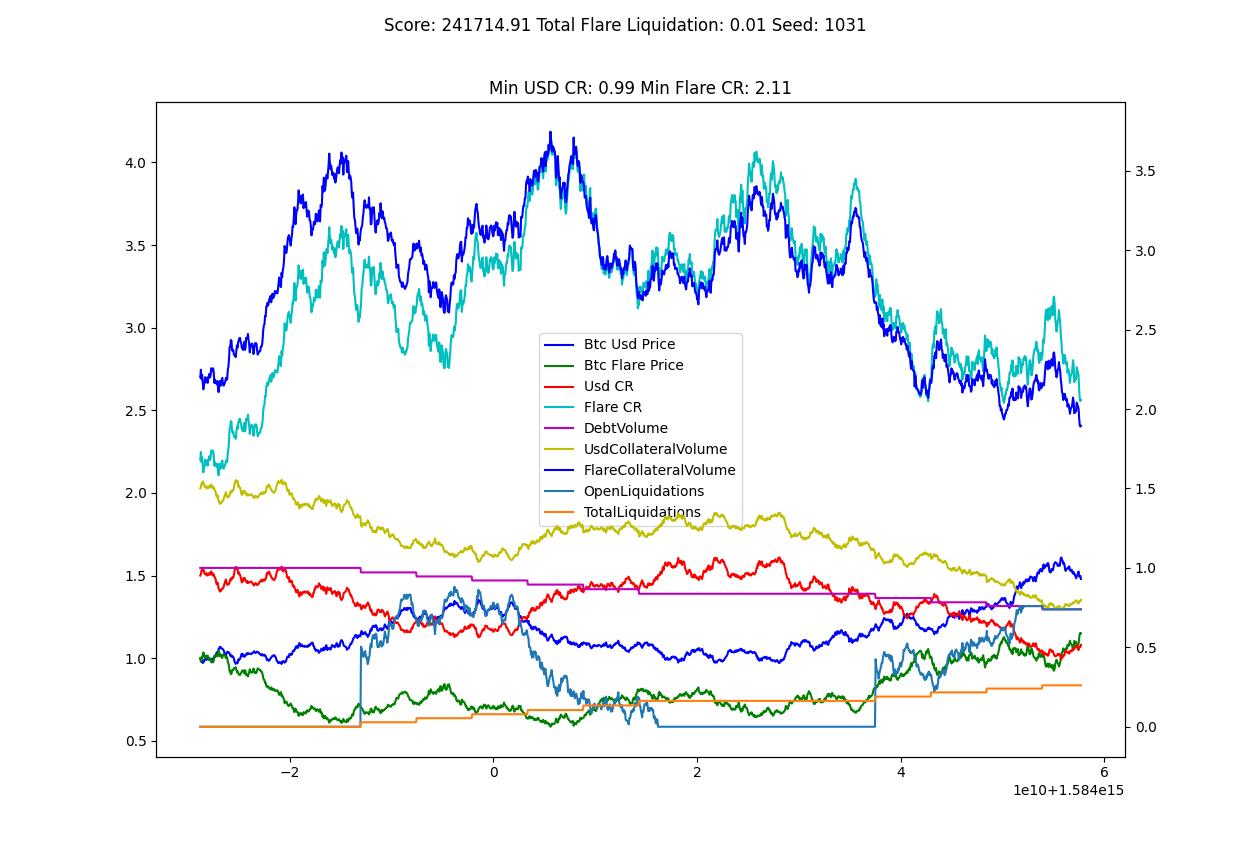 Score: 241714.91 Total Flare Liquidation: 0.01 Seed: 1031
Min USD CR: 0.99 Min Flare CR: 2.11
4.0
3.5
3.0
2.5
2.0
1.5
1.0
0.5
3.5
3.0
2.5
2.0
1.5
1.0
0.5
0.0
Btc Usd Price
Btc Flare Price
Usd CR
Flare CR
DebtVolume
UsdCollateralVolume
FlareCollateralVolume
OpenLiquidations
TotalLiquidations
−2 0 2 4 6
1e10+1.584e15